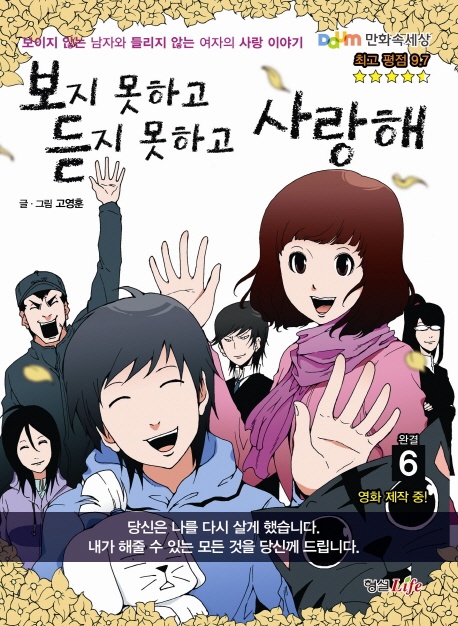 보이지 않는 남자와 들리지 않는 여자의 사랑 이야기
Daum 만화속세상
최고 평점 9.7
보지 못하고
듣지 못하고 사랑해
글·그림 고영훈
완결
6
영화 제작 중!
당신은 나를 다시 살게 했습니다.
내가 해줄 수 있는 모든 것을 당신께 드립니다.
형설Life